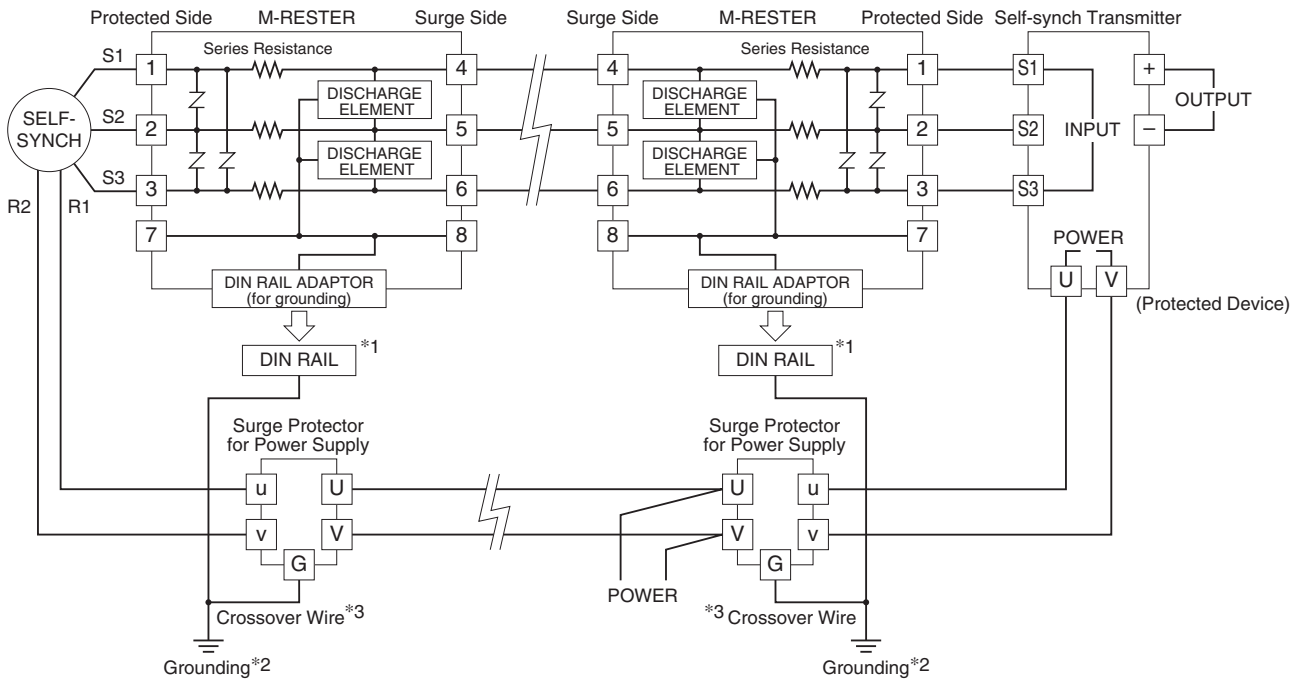 Protected Side M-RESTER Surge Side Surge Side M-RESTER Protected Side Self-synch Transmitter
Series Resistance Series Resistance
S1 1 4 4 1 S1 +
DISCHARGE
ELEMENT
DISCHARGE
ELEMENT
OUTPUT
SELF-
SYNCH
S2 2 5 5 2 S2 INPUT –
DISCHARGE
ELEMENT
DISCHARGE
ELEMENT
S3 3 6 6 3 S3
R2 R1
7 8 8 7
POWER
U V
DIN RAIL ADAPTOR
(for grounding)
DIN RAIL ADAPTOR
(for grounding)
(Protected Device)
DIN RAIL *1
DIN RAIL *1
Surge Protector
for Power Supply
Surge Protector
for Power Supply
u U U u
v V V v
G G
POWER
Crossover Wire*3
*3 Crossover Wire
Grounding*2
Grounding*2